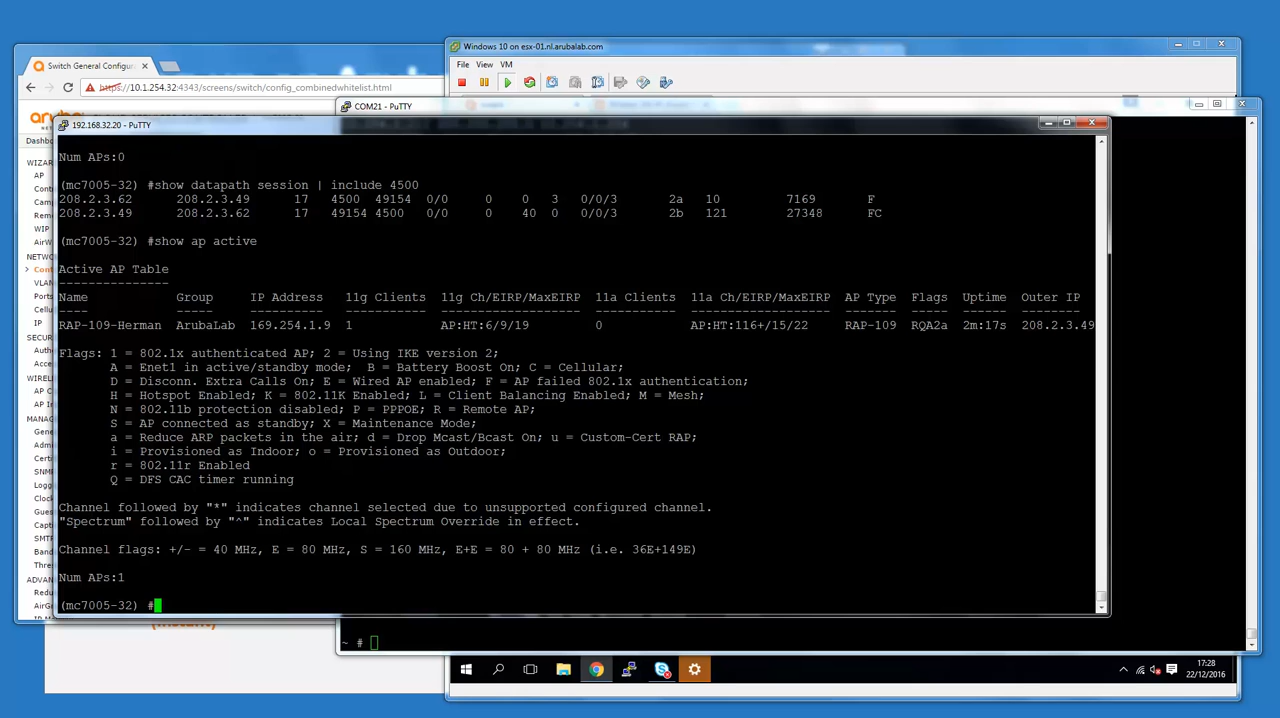 Windows 10 on esx-01.nl.arubalab.com
File View VM
Switch General Configur
https://10.1.254.32:4343/screens/switch/config_combinedwhitelist.html
COM21 - PuTTY
192.168.32.20 - PuTTY
Num APs:0
(mc7005-32) #show datapath session | include 4500
208.2.3.62 208.2.3.49 17 4500 49154 0/0 0 0 3 0/0/3 2a 10 7169 F
208.2.3.49 208.2.3.62 17 49154 4500 0/0 0 40 0 0/0/3 2b 121 27348 FC
(mc7005-32) #show ap active
Active AP Table
---------------
Name Group IP Address 11g Clients 11g Ch/EIRP/MaxEIRP 11a Clients 11a Ch/EIRP/MaxEIRP AP Type Flags Uptime Outer IP
RAP-109-Herman ArubaLab 169.254.1.9 1 AP:HT:6/9/19 0 AP:HT:116+/15/22 RAP-109 RQA2a 2m:17s 208.2.3.49
Flags: 1 = 802.1x authenticated AP; 2 = Using IKE version 2;
A = Enet1 in active/standby mode; B = Battery Boost On; C = Cellular;
D = Disconn. Extra Calls On; E = Wired AP enabled; F = AP failed 802.1x authentication;
H = Hotspot Enabled; K = 802.11K Enabled; L = Client Balancing Enabled; M = Mesh;
N = 802.11b protection disabled; P = PPPOE; R = Remote AP;
S = AP connected as standby; X = Maintenance Mode;
a = Reduce ARP packets in the air; d = Drop Mcast/Bcast On; u = Custom-Cert RAP;
i = Provisioned as Indoor; o = Provisioned as Outdoor;
r = 802.11r Enabled
Q = DFS CAC timer running
Channel followed by "*" indicates channel selected due to unsupported configured channel.
"Spectrum" followed by "^" indicates Local Spectrum Override in effect.
Channel flags: +/- = 40 MHz, E = 80 MHz, S = 160 MHz, E+E = 80 + 80 MHz (i.e. 36E+149E)
Num APs:1
(mc7005-32) #
~ #
17:28
22/12/2016